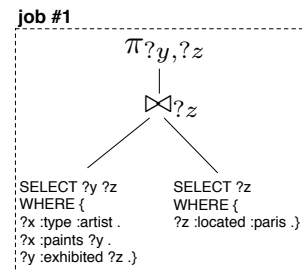 job #1
π?y,?z
⋈?z
SELECT ?y ?z
WHERE {
?x :type :artist .
?x :paints ?y .
?y :exhibited ?z .}
SELECT ?z
WHERE {
?z :located :paris .}